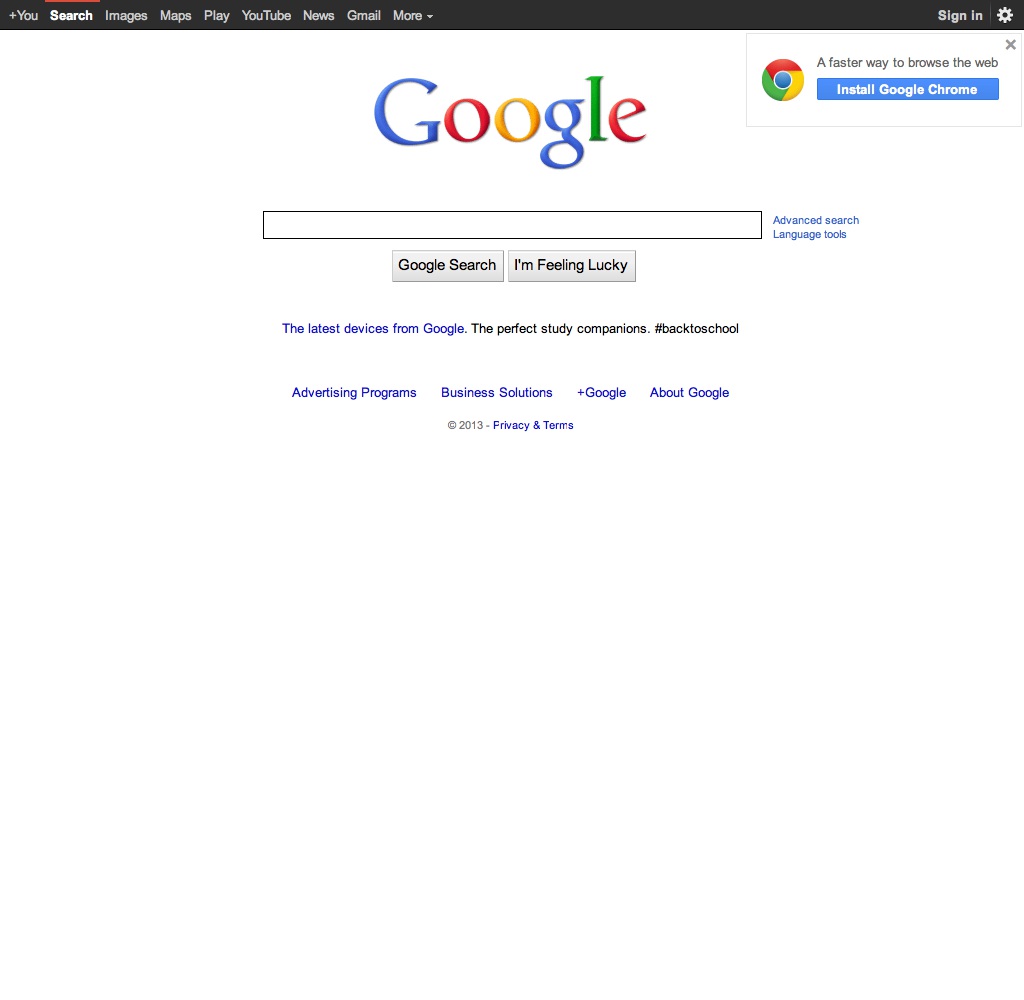 +You Search Images Maps Play YouTube News Gmail More Sign in
A faster way to browse the web
Install Google Chrome
Google
Advanced search
Language tools
Google Search I'm Feeling Lucky
The latest devices from Google. The perfect study companions. #backtoschool
Advertising Programs Business Solutions +Google About Google
© 2013 - Privacy & Terms